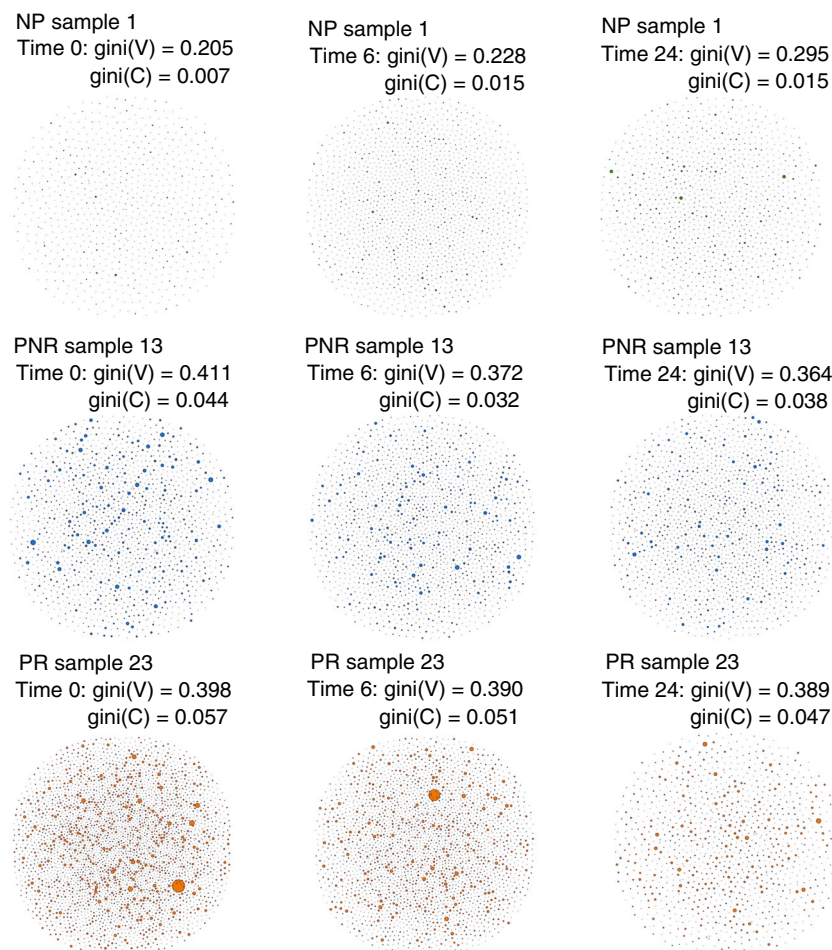 NP sample 1
Time 0: gini(V) = 0.205
gini(C) = 0.007
NP sample 1
Time 6: gini(V) = 0.228
gini(C) = 0.015
NP sample 1
Time 24: gini(V) = 0.295
gini(C) = 0.015
PNR sample 13
Time 0: gini(V) = 0.411
gini(C) = 0.044
PNR sample 13
Time 6: gini(V) = 0.372
gini(C) = 0.032
PNR sample 13
Time 24: gini(V) = 0.364
gini(C) = 0.038
PR sample 23
Time 0: gini(V) = 0.398
gini(C) = 0.057
PR sample 23
Time 6: gini(V) = 0.390
gini(C) = 0.051
PR sample 23
Time 24: gini(V) = 0.389
gini(C) = 0.047